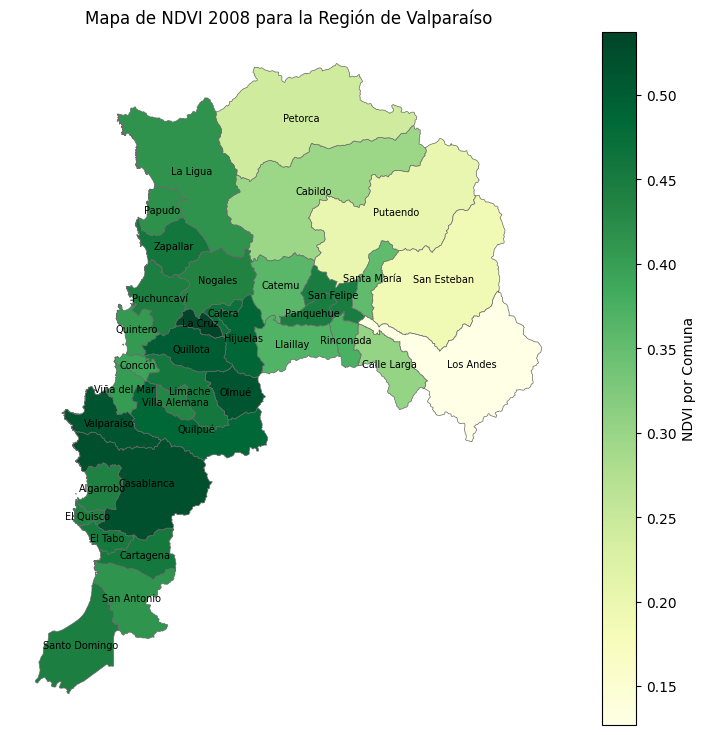 Mapa de NDVI 2008 para la Región de Valparaíso
Petorca
La Ligua
Cabildo
Papudo
Putaendo
Zapallar
Nogales
Catemu
Santa María
San Esteban
Puchuncaví
San Felipe
Calera
Panquehue
La Cruz
Quintero
Hijuelas
Rinconada
Quillota
Llaillay
Concón
Calle Larga
Los Andes
Viña del Mar
Limache
Olmué
Villa Alemana
Valparaíso
Quilpué
Casablanca
Algarrobo
El Quisco
El Tabo
Cartagena
San Antonio
Santo Domingo
0.50
0.45
0.40
0.35
0.30
0.25
0.20
0.15
NDVI por Comuna